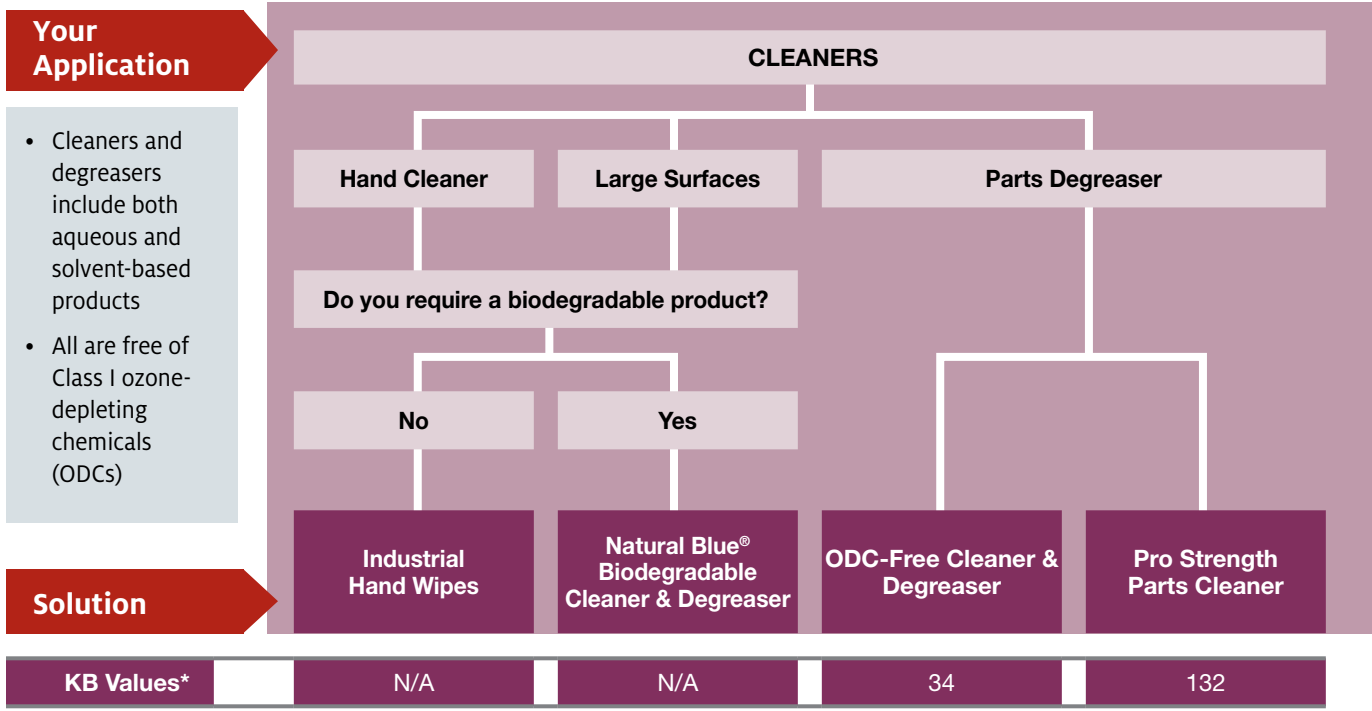 Your
Application
CLEANERS
• Cleaners and
degreasers
include both
aqueous and
solvent-based
products
• All are free of
Class I ozone-
depleting
chemicals
(ODCs)
Hand Cleaner
Large Surfaces
Parts Degreaser
Do you require a biodegradable product?
No
Yes
Solution
Industrial
Hand Wipes
Natural Blue®
Biodegradable
Cleaner & Degreaser
ODC-Free Cleaner &
Degreaser
Pro Strength
Parts Cleaner
KB Values* N/A N/A 34 132